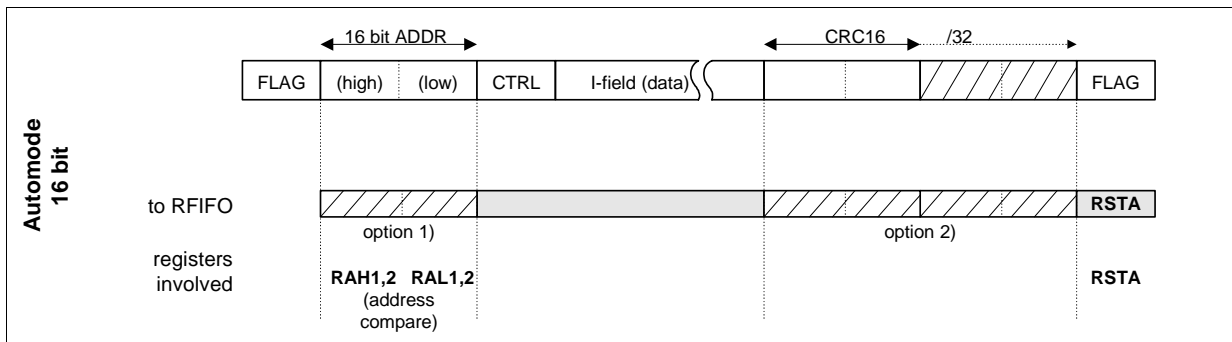 16 bit ADDR CRC16 /32
FLAG (high) (low) CTRL I-field (data) FLAG
Automode
16 bit
to RFIFO RSTA
option 1) option 2)
registers
involved
RAH1,2 RAL1,2 RSTA
(address
compare)